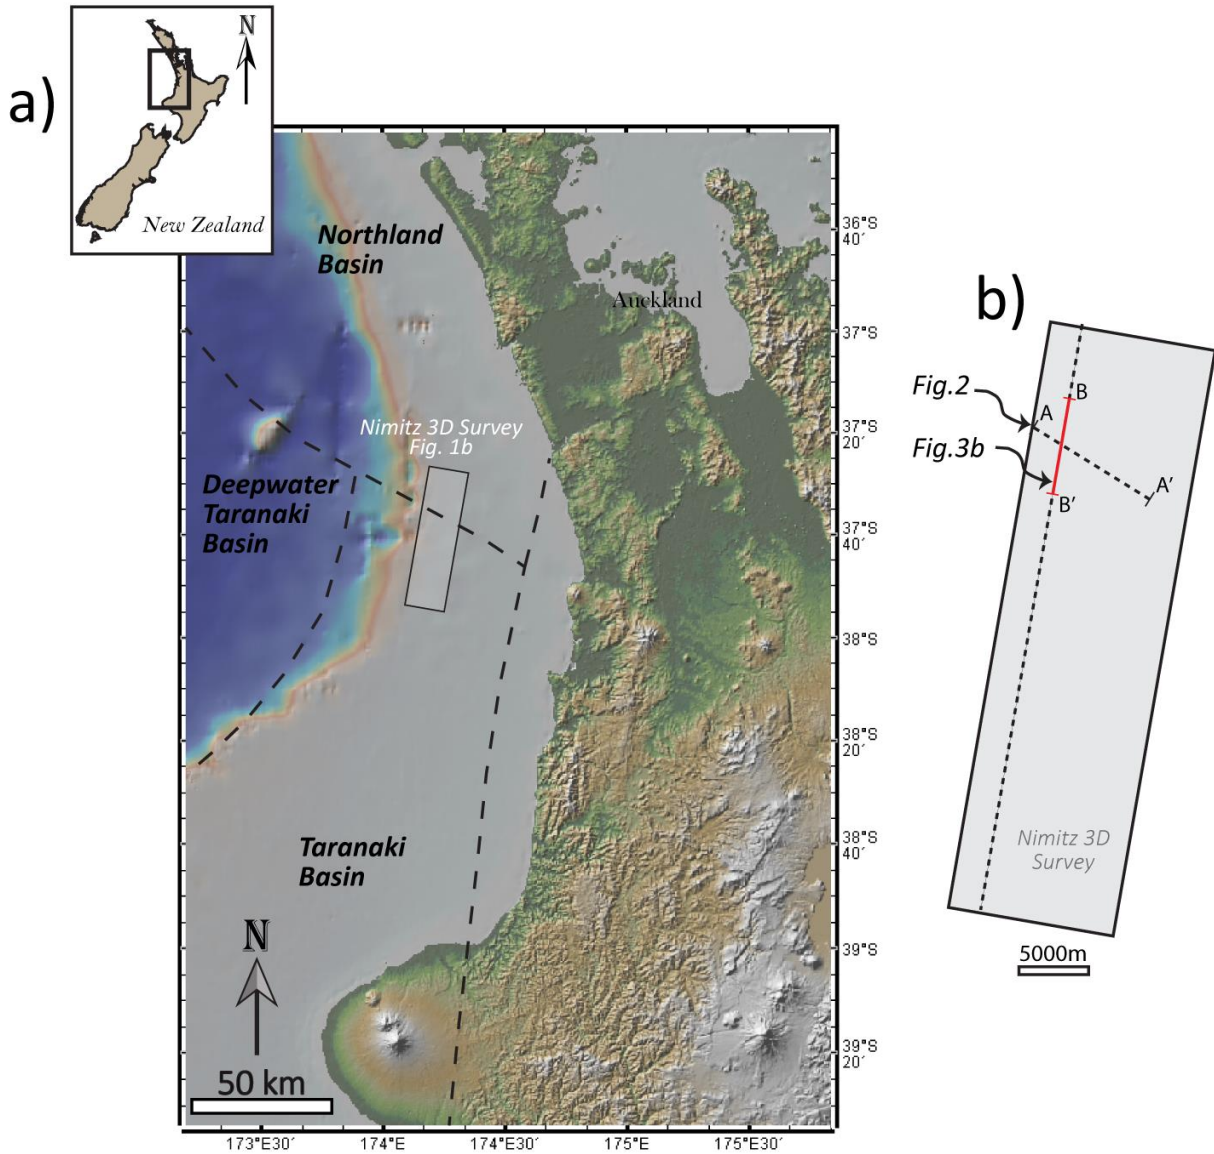 a)
N
New Zealand
Northland
Basin
Auckland
Nimitz 3D Survey
Fig. 1b
Deepwater
Taranaki
Basin
Taranaki
Basin
N
50 km
36°S
40´
37°S
37°S
20´
37°S
40´
38°S
38°S
20´
38°S
40´
39°S
39°S
20´
173°E30´
174°E
174°E30´
175°E
175°E30´
b)
Fig.2
A
B
Fig.3b
A'
B'
Nimitz 3D
Survey
5000m